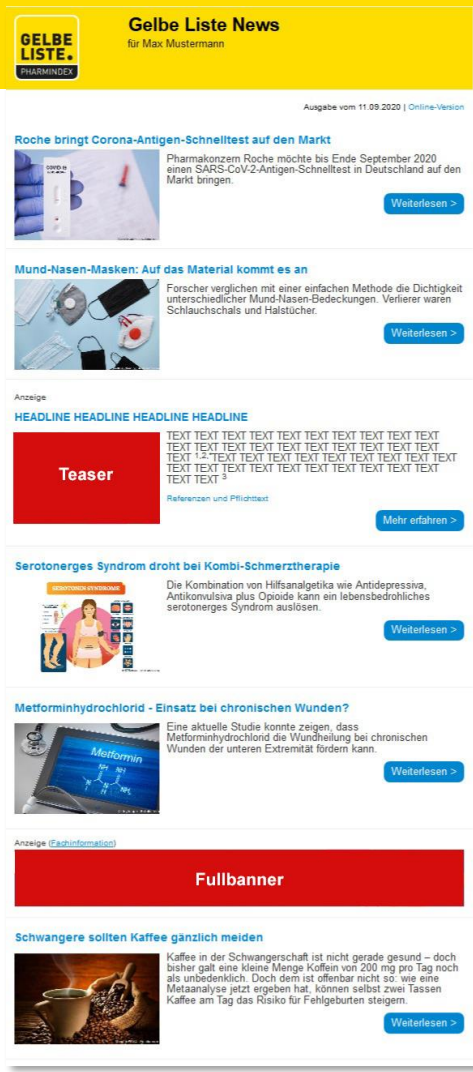 GELBE
LISTE.
PHARMINDEX
Gelbe Liste News
für Max Mustermann
Ausgabe vom 11.09.2020 | Online-Version
Roche bringt Corona-Antigen-Schnelltest auf den Markt
COVID-19
Pharmakonzern Roche möchte bis Ende September 2020
einen SARS-CoV-2-Antigen-Schnelltest in Deutschland auf den
Markt bringen.
Weiterlesen >
Mund-Nasen-Masken: Auf das Material kommt es an
Forscher verglichen mit einer einfachen Methode die Dichtigkeit
unterschiedlicher Mund-Nasen-Bedeckungen. Verlierer waren
Schlauchschals und Halstücher.
Weiterlesen >
Anzeige
HEADLINE HEADLINE HEADLINE HEADLINE
Teaser
TEXT TEXT TEXT TEXT TEXT TEXT TEXT TEXT TEXT
TEXT TEXT TEXT TEXT TEXT TEXT TEXT TEXT TEXT
TEXT 1,2,*TEXT TEXT TEXT TEXT TEXT TEXT TEXT TEXT
TEXT TEXT TEXT TEXT TEXT TEXT TEXT TEXT TEXT
TEXT TEXT 3
Referenzen und Pflichttext
Mehr erfahren >
Serotonerges Syndrom droht bei Kombi-Schmerztherapie
SEROTONIN SYNDROME
Die Kombination von Hilfsanalgetika wie Antidepressiva,
Antikonvulsiva plus Opioide kann ein lebensbedrohliches
serotonerges Syndrom auslösen.
Weiterlesen >
Metforminhydrochlorid - Einsatz bei chronischen Wunden?
Metformin
NH NH
Eine aktuelle Studie konnte zeigen, dass
Metforminhydrochlorid die Wundheilung bei chronischen
Wunden der unteren Extremität fördern kann.
Weiterlesen >
Anzeige (Fachinformation)
Fullbanner
Schwangere sollten Kaffee gänzlich meiden
Kaffee in der Schwangerschaft ist nicht gerade gesund – doch
bisher galt eine kleine Menge Koffein von 200 mg pro Tag noch
als unbedenklich. Doch dem ist offenbar nicht so: wie eine
Metaanalyse jetzt ergeben hat, können selbst zwei Tassen
Kaffee am Tag das Risiko für Fehlgeburten steigern.
Weiterlesen >